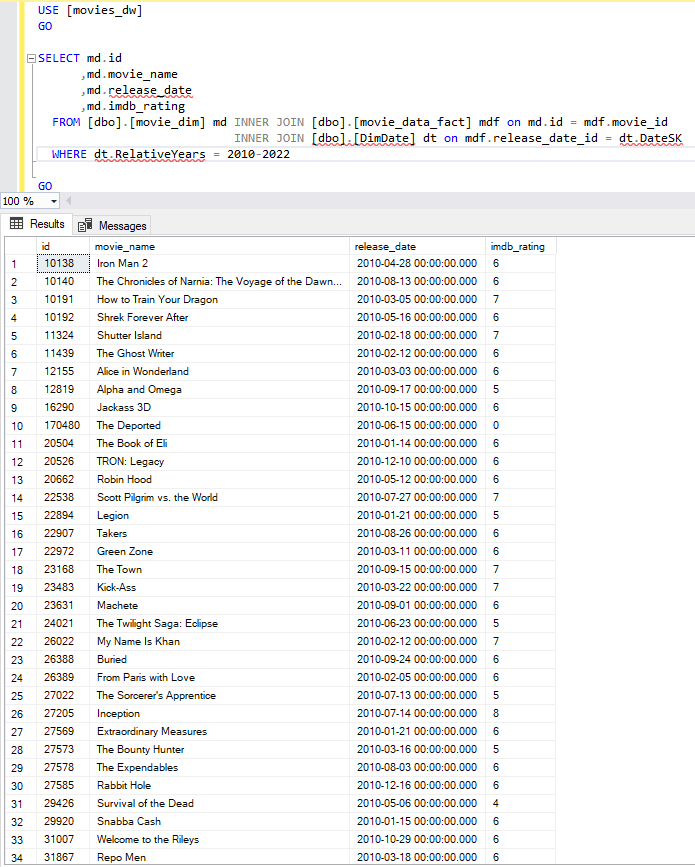 USE [movies_dw]
GO
SELECT md.id
,md.movie_name
,md.release_date
,md.imdb_rating
FROM [dbo].[movie_dim] md INNER JOIN [dbo].[movie_data_fact] mdf on md.id = mdf.movie_id
INNER JOIN [dbo].[DimDate] dt on mdf.release_date_id = dt.DateSK
WHERE dt.RelativeYears = 2010-2022
GO
100 %
Results Messages
id movie_name release_date imdb_rating
1 10138 Iron Man 2 2010-04-28 00:00:00.000 6
2 10140 The Chronicles of Narnia: The Voyage of the Dawn... 2010-08-13 00:00:00.000 6
3 10191 How to Train Your Dragon 2010-03-05 00:00:00.000 7
4 10192 Shrek Forever After 2010-05-16 00:00:00.000 6
5 11324 Shutter Island 2010-02-18 00:00:00.000 7
6 11439 The Ghost Writer 2010-02-12 00:00:00.000 6
7 12155 Alice in Wonderland 2010-03-03 00:00:00.000 6
8 12819 Alpha and Omega 2010-09-17 00:00:00.000 5
9 16290 Jackass 3D 2010-10-15 00:00:00.000 6
10 170480 The Deported 2010-06-15 00:00:00.000 0
11 20504 The Book of Eli 2010-01-14 00:00:00.000 6
12 20526 TRON: Legacy 2010-12-10 00:00:00.000 6
13 20662 Robin Hood 2010-05-12 00:00:00.000 6
14 22538 Scott Pilgrim vs. the World 2010-07-27 00:00:00.000 7
15 22894 Legion 2010-01-21 00:00:00.000 5
16 22907 Takers 2010-08-26 00:00:00.000 6
17 22972 Green Zone 2010-03-11 00:00:00.000 6
18 23168 The Town 2010-09-15 00:00:00.000 7
19 23483 Kick-Ass 2010-03-22 00:00:00.000 7
20 23631 Machete 2010-09-01 00:00:00.000 6
21 24021 The Twilight Saga: Eclipse 2010-06-23 00:00:00.000 5
22 26022 My Name Is Khan 2010-02-12 00:00:00.000 7
23 26388 Buried 2010-09-24 00:00:00.000 6
24 26389 From Paris with Love 2010-02-05 00:00:00.000 6
25 27022 The Sorcerer's Apprentice 2010-07-13 00:00:00.000 5
26 27205 Inception 2010-07-14 00:00:00.000 8
27 27569 Extraordinary Measures 2010-01-21 00:00:00.000 6
28 27573 The Bounty Hunter 2010-03-16 00:00:00.000 5
29 27578 The Expendables 2010-08-03 00:00:00.000 6
30 27585 Rabbit Hole 2010-12-16 00:00:00.000 6
31 29426 Survival of the Dead 2010-05-06 00:00:00.000 4
32 29920 Snabba Cash 2010-01-15 00:00:00.000 6
33 31007 Welcome to the Rileys 2010-10-29 00:00:00.000 6
34 31867 Repo Men 2010-03-18 00:00:00.000 6